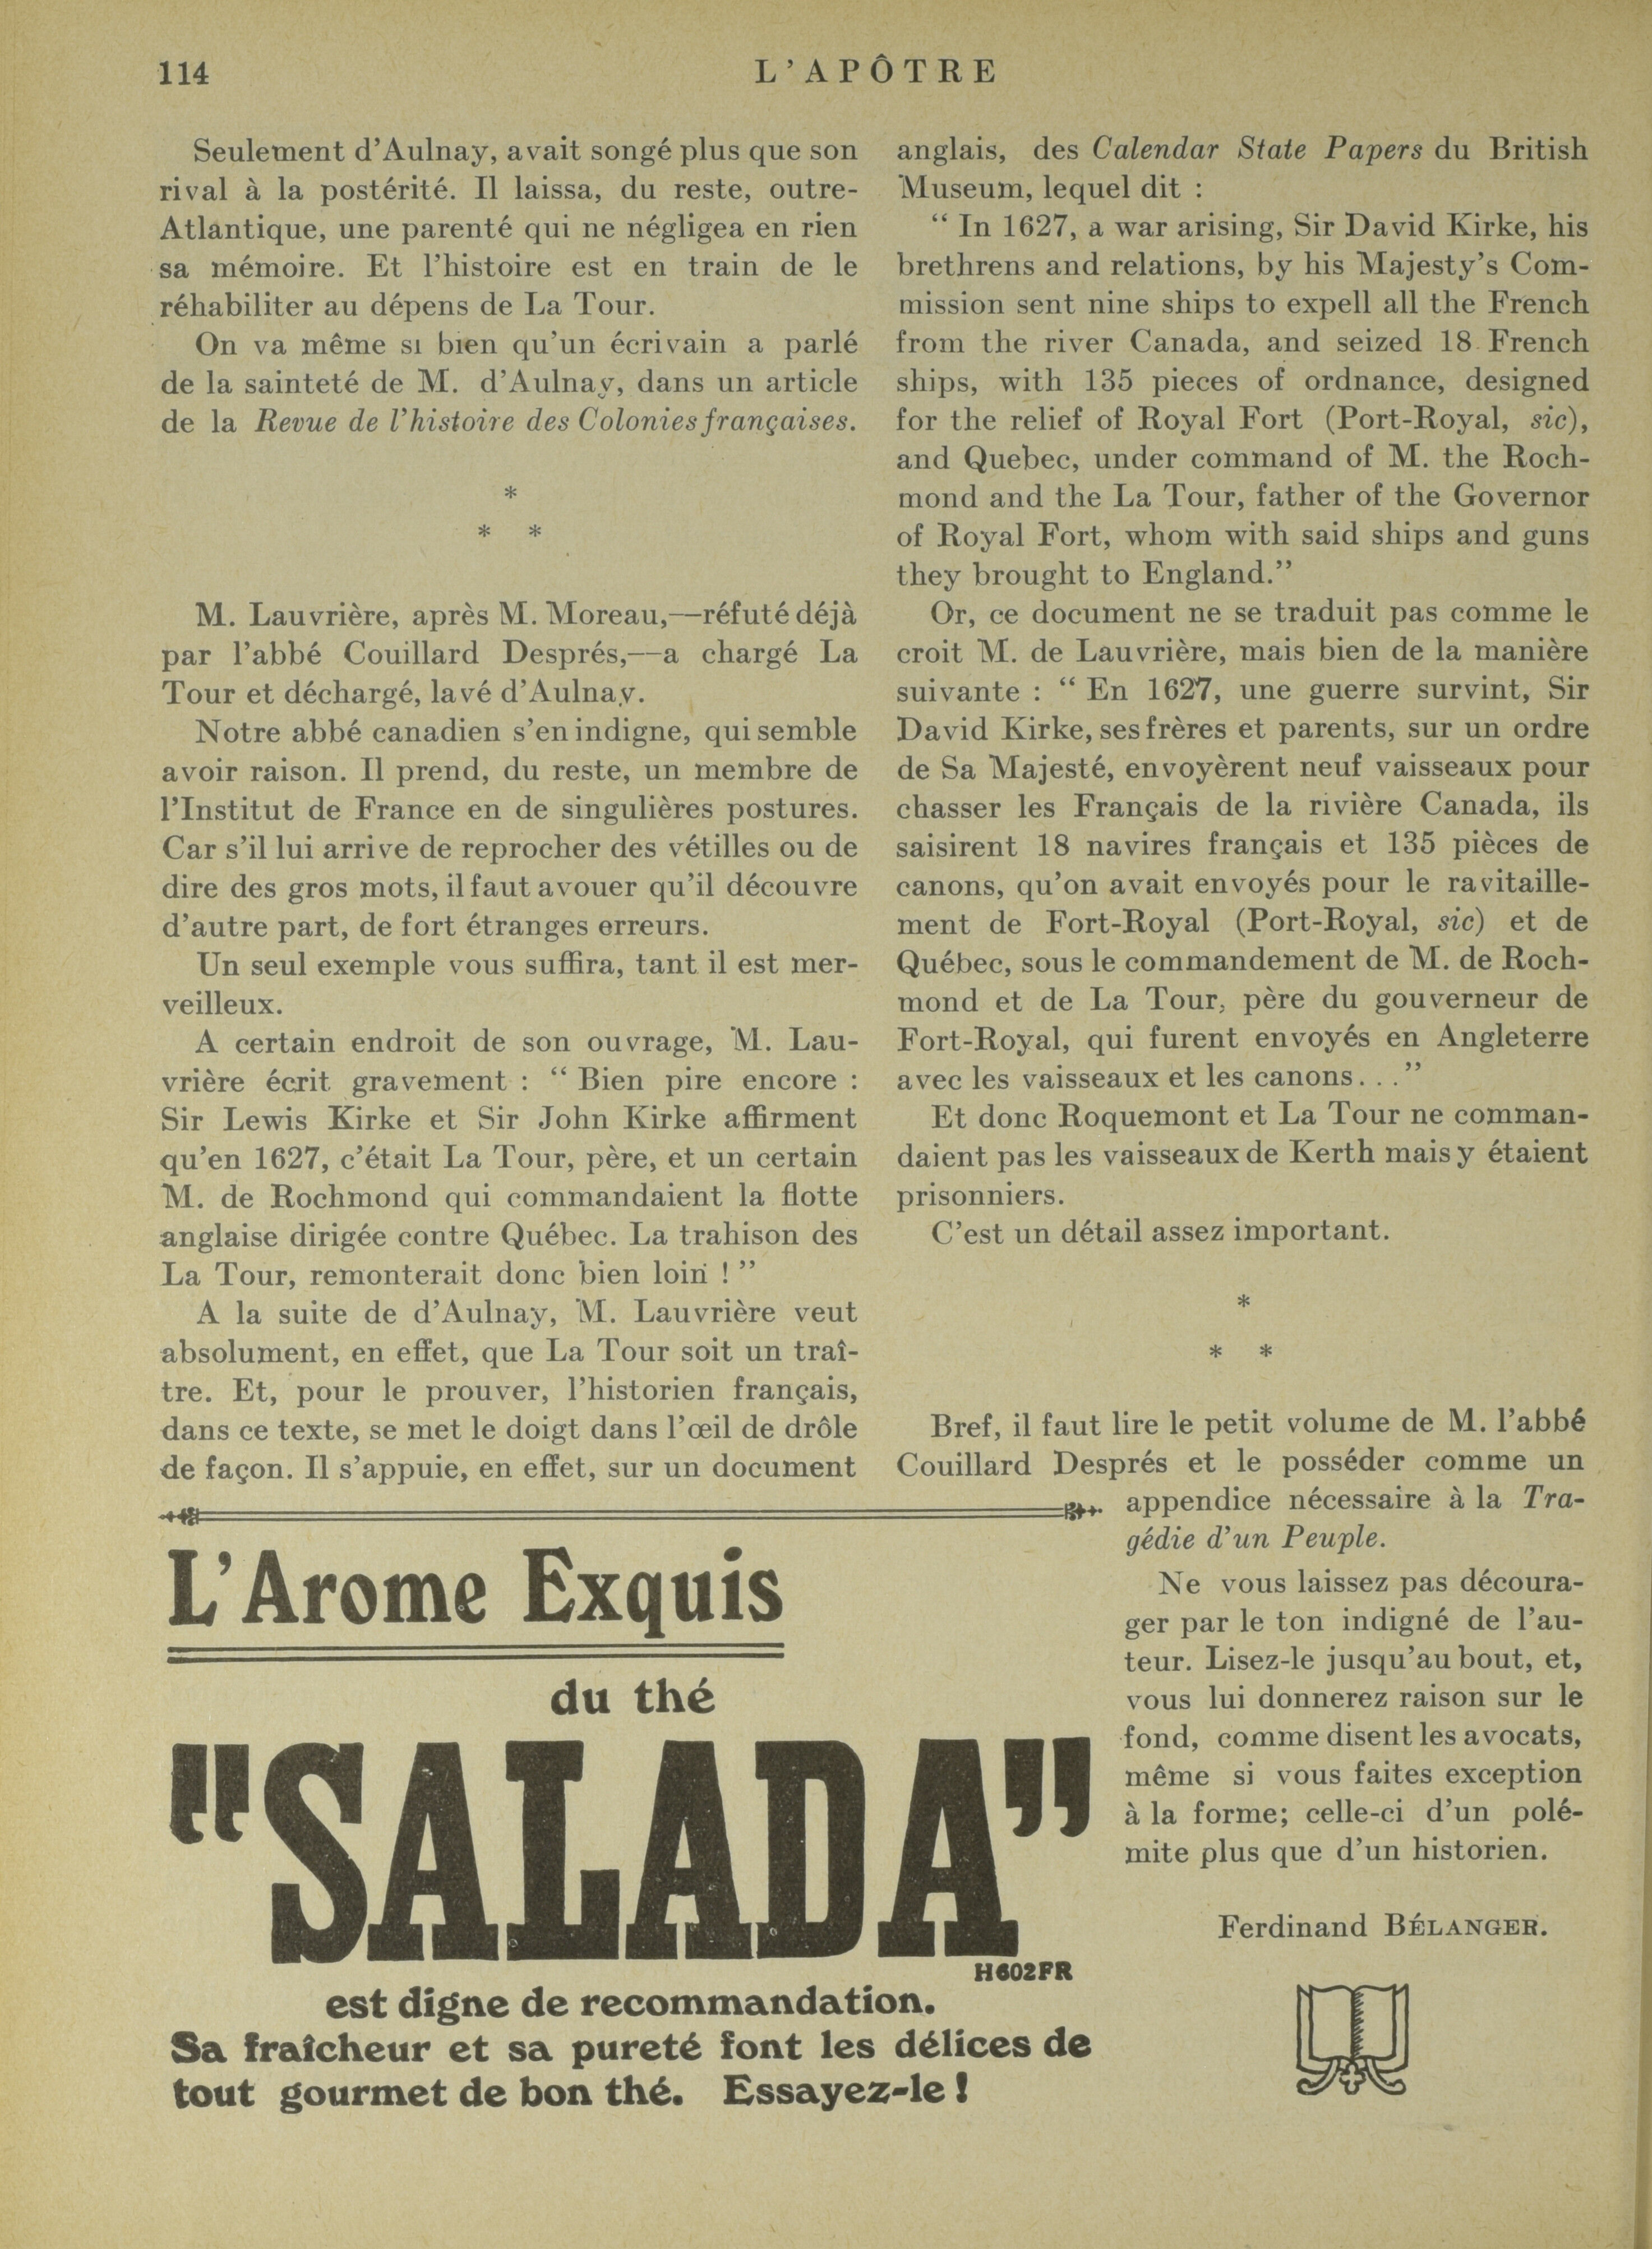 114
L'APÔTRE
Seulement d'Aulnay, avait songé plus que son
rival à la postérité. Il laissa, du reste, outre-
Atlantique, une parenté qui ne négligea en rien
sa mémoire. Et l'histoire est en train de le
réhabiliter au dépens de La Tour.
On va même si bien qu'un écrivain a parlé
de la sainteté de M. d'Aulnay, dans un article
de la Revue de l'histoire des Colonies françaises.
*
* *
M. Lauvrière, après M. Moreau,—réfuté déjà
par l'abbé Couillard Després,—a chargé La
Tour et déchargé, lavé d'Aulnay.
Notre abbé canadien s'en indigne, qui semble
avoir raison. Il prend, du reste, un membre de
l'Institut de France en de singulières postures.
Car s'il lui arrive de reprocher des vétilles ou de
dire des gros mots, il faut avouer qu'il découvre
d'autre part, de fort étranges erreurs.
Un seul exemple vous suffira, tant il est mer-
veilleux.
A certain endroit de son ouvrage, M. Lau-
vrière écrit gravement : “ Bien pire encore :
Sir Lewis Kirke et Sir John Kirke affirment
qu'en 1627, c'était La Tour, père, et un certain
M. de Rochmond qui commandaient la flotte
anglaise dirigée contre Québec. La trahison des
La Tour, remonterait donc bien loin ! ”
A la suite de d'Aulnay, M. Lauvrière veut
absolument, en effet, que La Tour soit un traî-
tre. Et, pour le prouver, l'historien français,
dans ce texte, se met le doigt dans l'œil de drôle
de façon. Il s'appuie, en effet, sur un document
anglais, des Calendar State Papers du British
Museum, lequel dit :
“ In 1627, a war arising, Sir David Kirke, his
brethrens and relations, by his Majesty's Com-
mission sent nine ships to expell all the French
from the river Canada, and seized 18 French
ships, with 135 pieces of ordnance, designed
for the relief of Royal Fort (Port-Royal, sic),
and Quebec, under command of M. the Roch-
mond and the La Tour, father of the Governor
of Royal Fort, whom with said ships and guns
they brought to England.”
Or, ce document ne se traduit pas comme le
croit M. de Lauvrière, mais bien de la manière
suivante : “ En 1627, une guerre survint, Sir
David Kirke, ses frères et parents, sur un ordre
de Sa Majesté, envoyèrent neuf vaisseaux pour
chasser les Français de la rivière Canada, ils
saisirent 18 navires français et 135 pièces de
canons, qu'on avait envoyés pour le ravitaille-
ment de Fort-Royal (Port-Royal, sic) et de
Québec, sous le commandement de M. de Roch-
mond et de La Tour, père du gouverneur de
Fort-Royal, qui furent envoyés en Angleterre
avec les vaisseaux et les canons. . .”
Et donc Roquemont et La Tour ne comman-
daient pas les vaisseaux de Kerth mais y étaient
prisonniers.
C'est un détail assez important.
*
* *
Bref, il faut lire le petit volume de M. l'abbé
Couillard Després et le posséder comme un
appendice nécessaire à la Tra-
gédie d'un Peuple.
Ne vous laissez pas découra-
ger par le ton indigné de l'au-
teur. Lisez-le jusqu'au bout, et,
vous lui donnerez raison sur le
fond, comme disent les avocats,
même si vous faites exception
à la forme; celle-ci d'un polé-
mite plus que d'un historien.
Ferdinand BÉLANGER.
L'Arome Exquis
du thé
"SALADA"
H602FR
est digne de recommandation.
Sa fraîcheur et sa pureté font les délices de
tout gourmet de bon thé. Essayez-le !